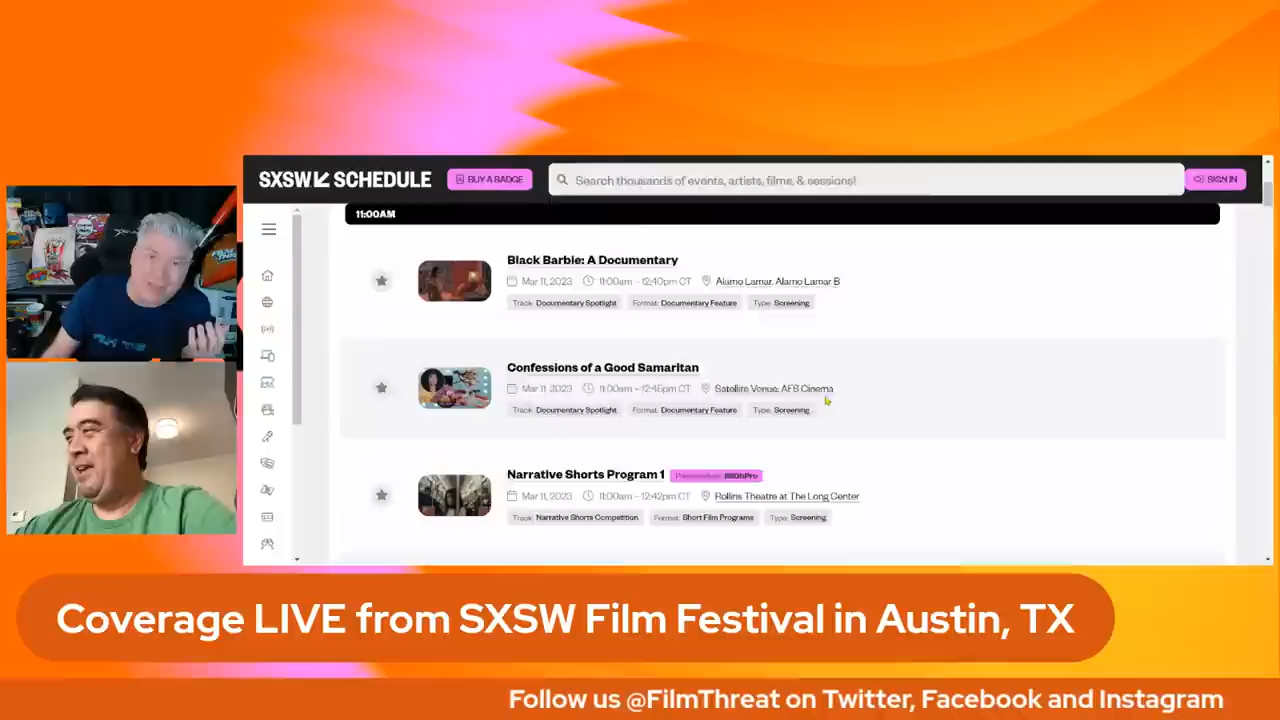 SXSW SCHEDULE
BUY A BADGE
Search thousands of events, artists, films, & sessions!
SIGN IN
11:00AM
Black Barbie: A Documentary
Mar 11, 2023 11:00am – 12:40pm CT Alamo Lamar, Alamo Lamar B
Track: Documentary Spotlight Format: Documentary Feature Type: Screening
Confessions of a Good Samaritan
Mar 11, 2023 11:00am – 12:45pm CT Satellite Venue: AFS Cinema
Track: Documentary Spotlight Format: Documentary Feature Type: Screening
Narrative Shorts Program 1
Mar 11, 2023 11:00am – 12:42pm CT Rollins Theatre at The Long Center
Track: Narrative Shorts Competition Format: Short Film Programs Type: Screening
Coverage LIVE from SXSW Film Festival in Austin, TX
Follow us @FilmThreat on Twitter, Facebook and Instagram